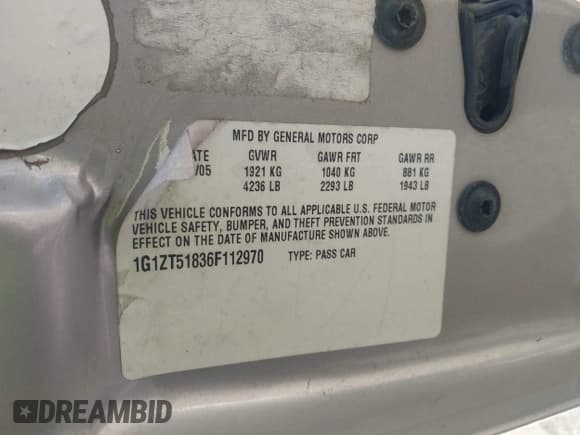 MFD BY GENERAL MOTORS CORP
ATE GVWR GAWR FRT GAWR RR
/05 1921 KG 1040 KG 881 KG
4236 LB 2293 LB 1943 LB
THIS VEHICLE CONFORMS TO ALL APPLICABLE U.S. FEDERAL MOTOR
VEHICLE SAFETY, BUMPER, AND THEFT PREVENTION STANDARDS IN
EFFECT ON THE DATE OF MANUFACTURE SHOWN ABOVE.
1G1ZT51836F112970 TYPE: PASS CAR
DREAMBID